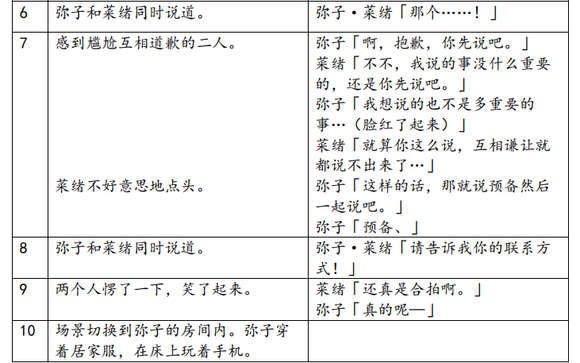 6 弥子和菜绪同时说道。 弥子·菜绪「那个……！」
7 感到尴尬互相道歉的二人。 弥子「啊，抱歉，你先说吧。」
菜绪「不不，我说的事没什么重要
的，还是你先说吧。」
弥子「我想说的也不是多重要的
事…（脸红了起来）」
菜绪「就算你这么说，互相谦让就
都说不出来了…」
菜绪不好意思地点头。 弥子「这样的话，那就说预备然后
一起说吧。」
弥子「预备、」
8 弥子和菜绪同时说道。 弥子·菜绪「请告诉我你的联系方
式！」
9 两个人愣了一下，笑了起来。 菜绪「还真是合拍啊。」
弥子「真的呢—」
10 场景切换到弥子的房间内。弥子穿
着居家服，在床上玩着手机。